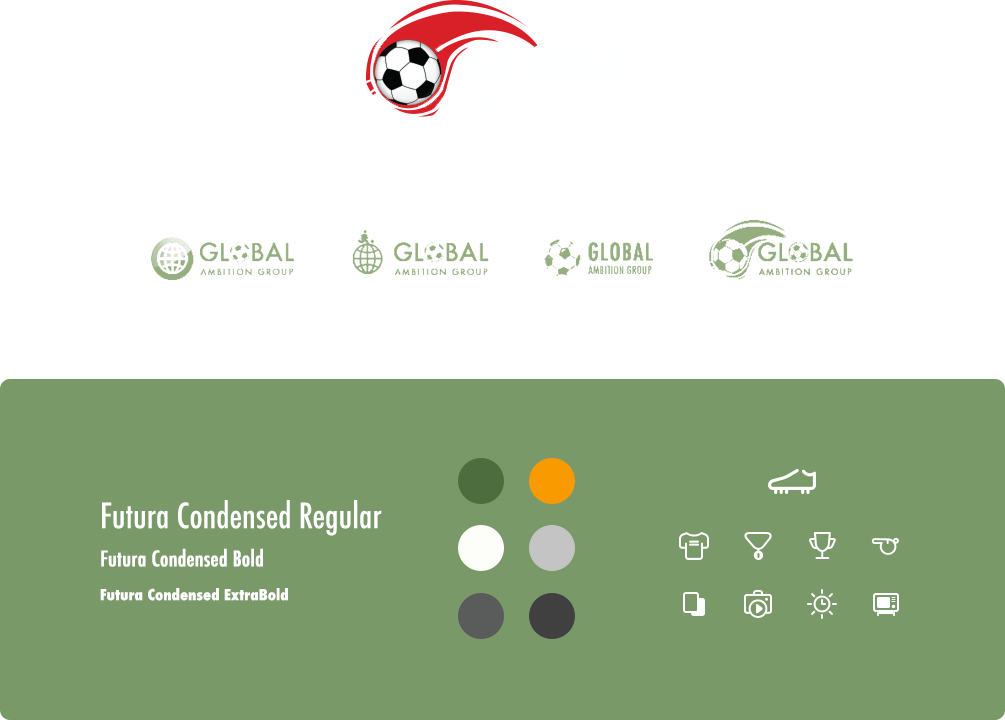 GLOBAL
AMBITION GROUP
GLOBAL
AMBITION GROUP
GLOBAL
AMBITION GROUP
GLOBAL
AMBITION GROUP
Futura Condensed Regular
Futura Condensed Bold
Futura Condensed ExtraBold